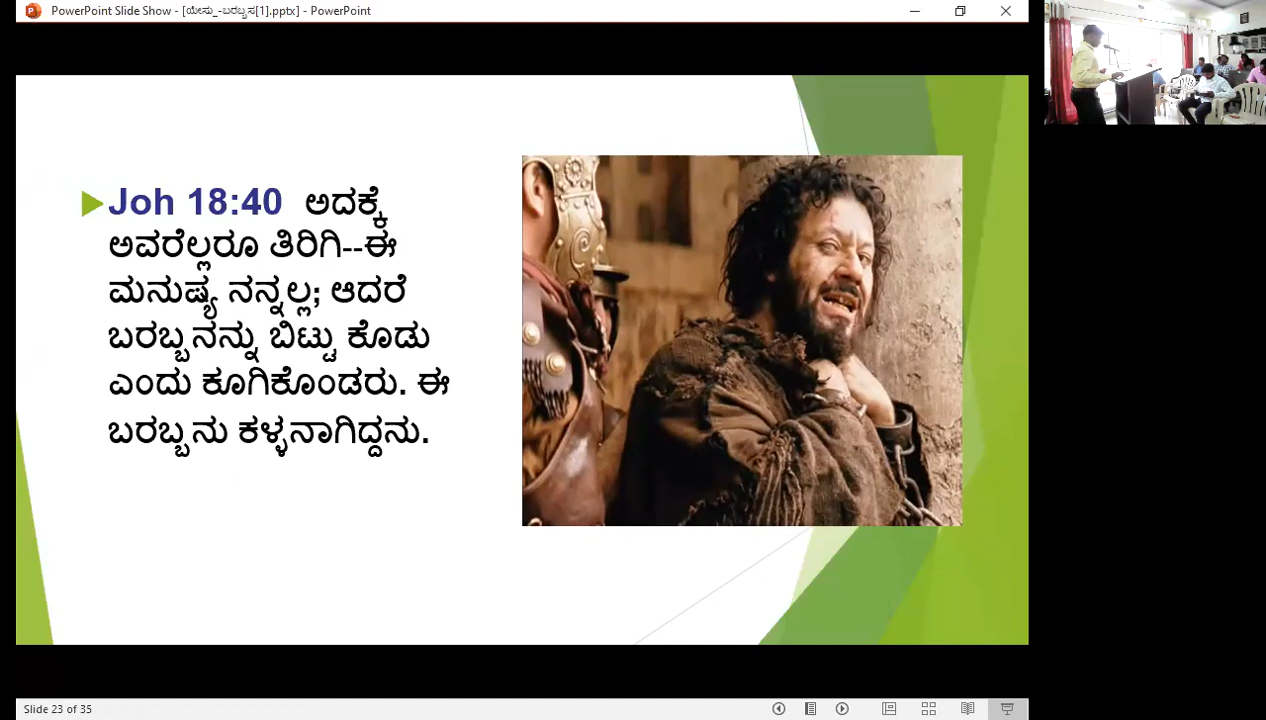 PowerPoint Slide Show - [ಯೇಸು_-ಬರಬ್ಬಸ[1].pptx] - PowerPoint
Joh 18:40 ಅದಕ್ಕೆ
ಅವರೆಲ್ಲರೂ ತಿರಿಗಿ--ಈ
ಮನುಷ್ಯ ನನ್ನಲ್ಲ; ಆದರೆ
ಬರಬ್ಬನನ್ನು ಬಿಟ್ಟು ಕೊಡು
ಎಂದು ಕೂಗಿಕೊಂಡರು. ಈ
ಬರಬ್ಬನು ಕಳ್ಳನಾಗಿದ್ದನು.
Slide 23 of 35